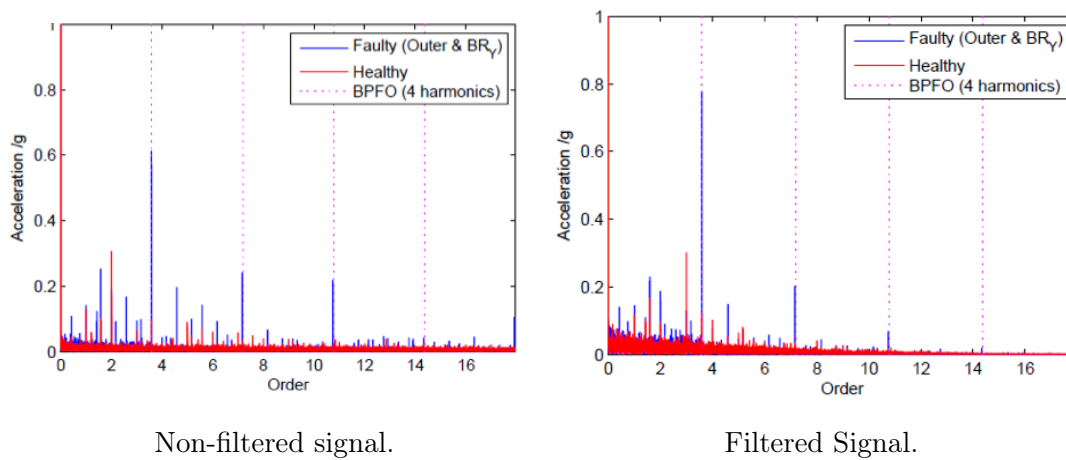 1
0.8
0.6
0.4
0.2
0
Acceleration /g
Faulty (Outer & BR_Y)
Healthy
BPFO (4 harmonics)
0 2 4 6 8 10 12 14 16
Order
Non-filtered signal.
1
0.8
0.6
0.4
0.2
0
Acceleration /g
Faulty (Outer & BR_Y)
Healthy
BPFO (4 harmonics)
0 2 4 6 8 10 12 14 16
Order
Filtered Signal.